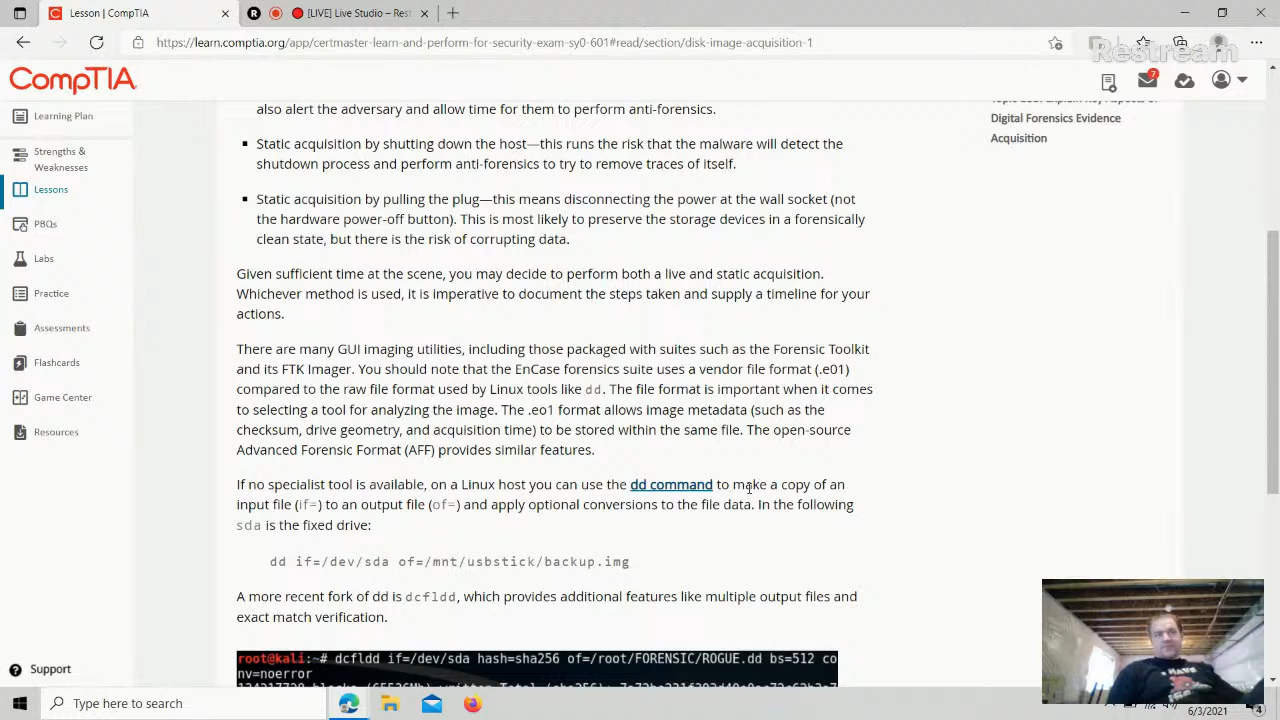 Lesson | CompTIA
[LIVE] Live Studio – Rest
https://learn.comptia.org/app/certmaster-learn-and-perform-for-security-exam-sy0-601#read/section/disk-image-acquisition-1
Restream
CompTIA.
7
Learning Plan
Strengths &
Weaknesses
Lessons
PBQs
Labs
Practice
Assessments
Flashcards
Game Center
Resources
Support
Digital Forensics Evidence
Acquisition
also alert the adversary and allow time for them to perform anti-forensics.
Static acquisition by shutting down the host—this runs the risk that the malware will detect the
shutdown process and perform anti-forensics to try to remove traces of itself.
Static acquisition by pulling the plug—this means disconnecting the power at the wall socket (not
the hardware power-off button). This is most likely to preserve the storage devices in a forensically
clean state, but there is the risk of corrupting data.
Given sufficient time at the scene, you may decide to perform both a live and static acquisition.
Whichever method is used, it is imperative to document the steps taken and supply a timeline for your
actions.
There are many GUI imaging utilities, including those packaged with suites such as the Forensic Toolkit
and its FTK Imager. You should note that the EnCase forensics suite uses a vendor file format (.e01)
compared to the raw file format used by Linux tools like dd. The file format is important when it comes
to selecting a tool for analyzing the image. The .eo1 format allows image metadata (such as the
checksum, drive geometry, and acquisition time) to be stored within the same file. The open-source
Advanced Forensic Format (AFF) provides similar features.
If no specialist tool is available, on a Linux host you can use the dd command to make a copy of an
input file (if=) to an output file (of=) and apply optional conversions to the file data. In the following
sda is the fixed drive:
dd if=/dev/sda of=/mnt/usbstick/backup.img
A more recent fork of dd is dcfldd, which provides additional features like multiple output files and
exact match verification.
root@kali:~# dcfldd if=/dev/sda hash=sha256 of=/root/FORENSIC/ROGUE.dd bs=512 co
nv=noerror
Type here to search
6/3/2021
4